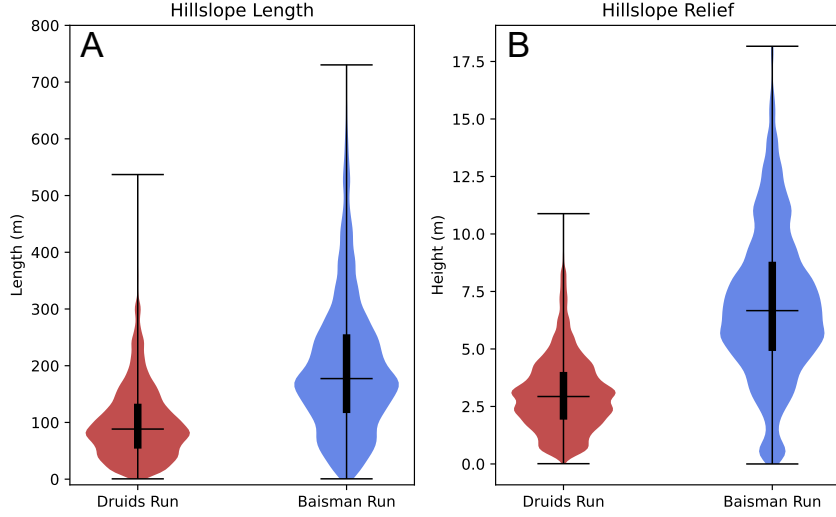 Hillslope Length
A
800
700
600
500
400
300
200
100
0
Length (m)
Druids Run
Baisman Run
Hillslope Relief
B
17.5
15.0
12.5
10.0
7.5
5.0
2.5
0.0
Height (m)
Druids Run
Baisman Run